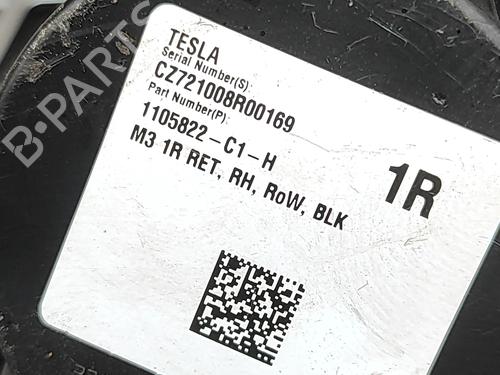 TESLA
Serial Number(S):
CZ721008R00169
Part Number(P):
1105822-C1-H
M3 1R RET, RH, RoW, BLK
1R
B-PARTS